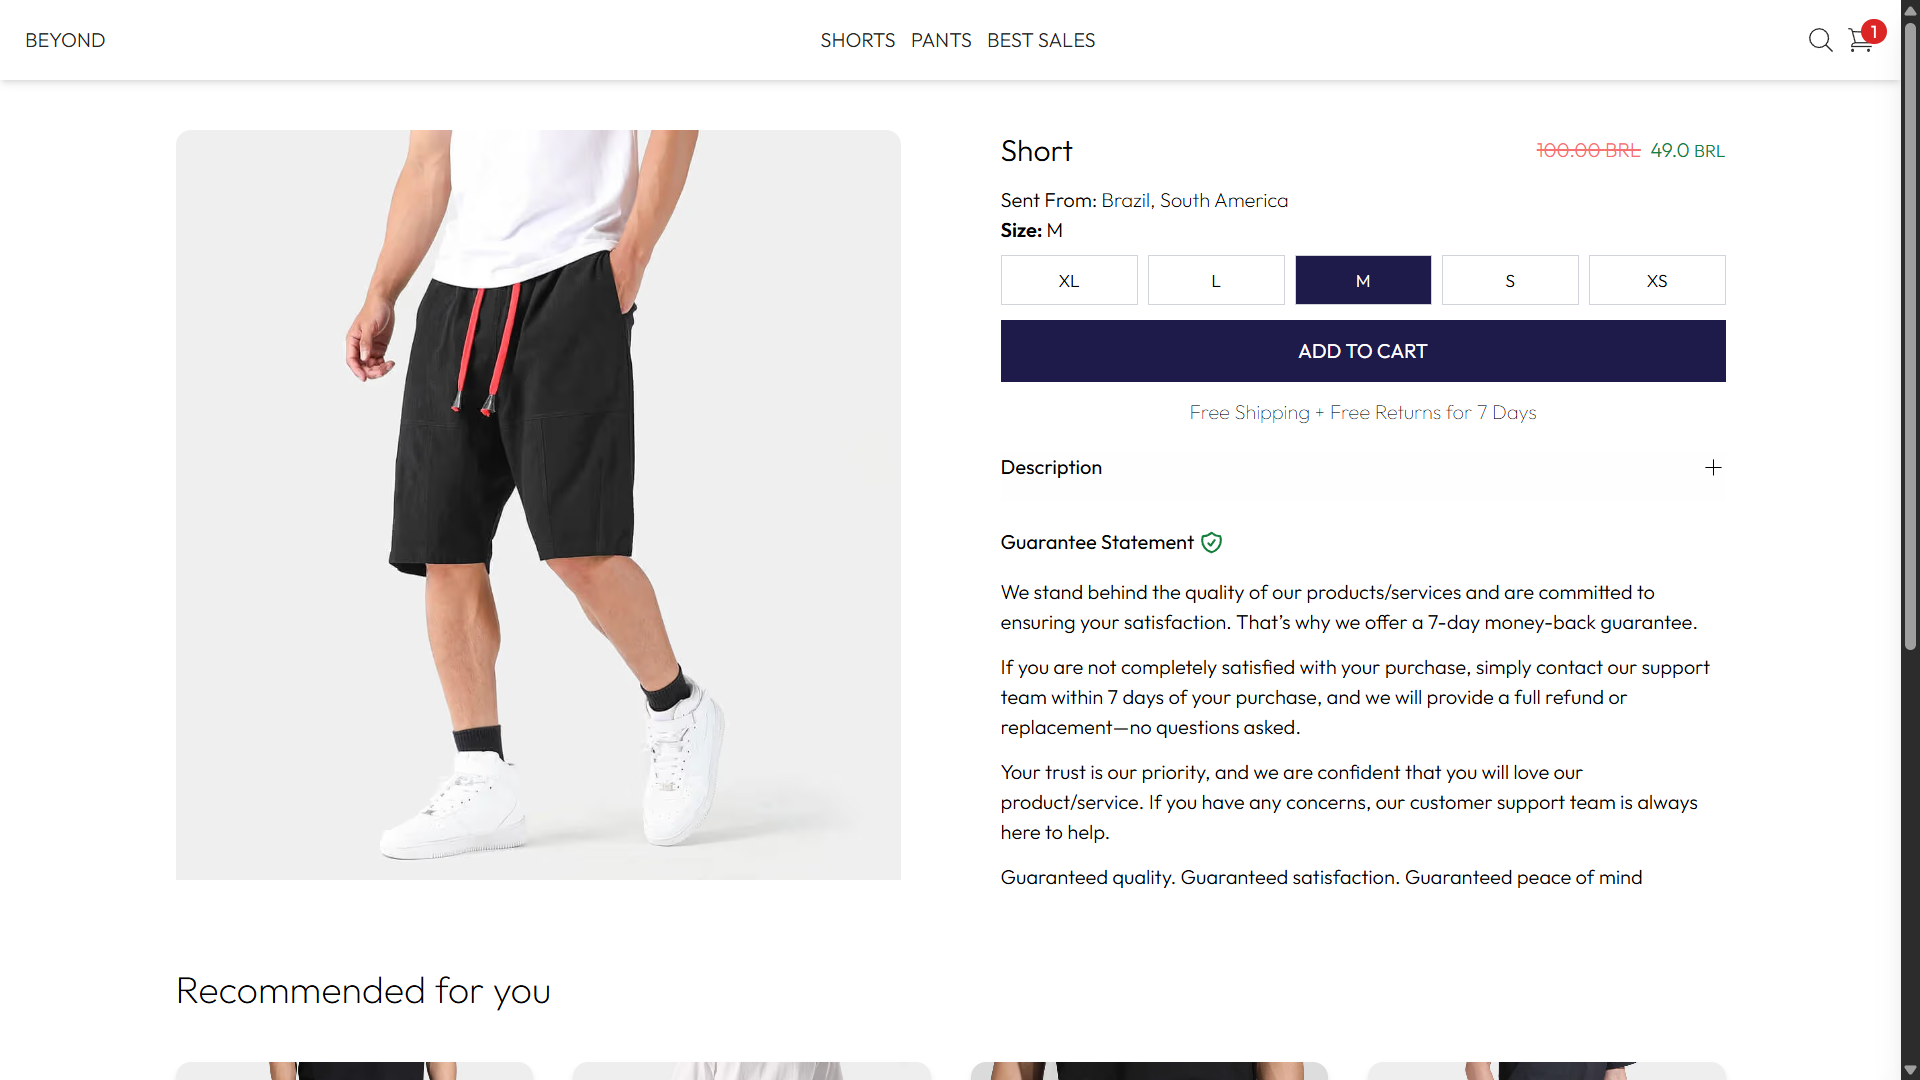 BEYOND
SHORTS PANTS BEST SALES
1
Short
100.00 BRL 49.0 BRL
Sent From: Brazil, South America
Size: M
XL L M S XS
ADD TO CART
Free Shipping + Free Returns for 7 Days
Description
Guarantee Statement
We stand behind the quality of our products/services and are committed to
ensuring your satisfaction. That’s why we offer a 7-day money-back guarantee.
If you are not completely satisfied with your purchase, simply contact our support
team within 7 days of your purchase, and we will provide a full refund or
replacement—no questions asked.
Your trust is our priority, and we are confident that you will love our
product/service. If you have any concerns, our customer support team is always
here to help.
Guaranteed quality. Guaranteed satisfaction. Guaranteed peace of mind
Recommended for you